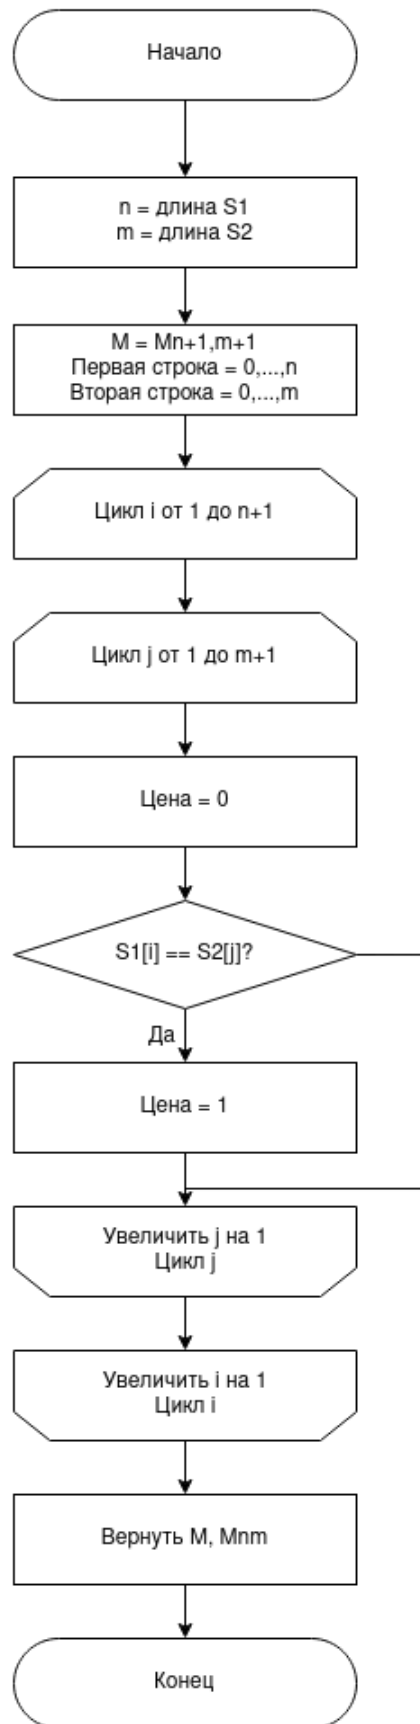 Начало
n = длина S1
m = длина S2
M = Mn+1,m+1
Первая строка = 0,...,n
Вторая строка = 0,...,m
Цикл i от 1 до n+1
Цикл j от 1 до m+1
Цена = 0
S1[i] == S2[j]?
Да
Цена = 1
Увеличить j на 1
Цикл j
Увеличить i на 1
Цикл i
Вернуть M, Mnm
Конец